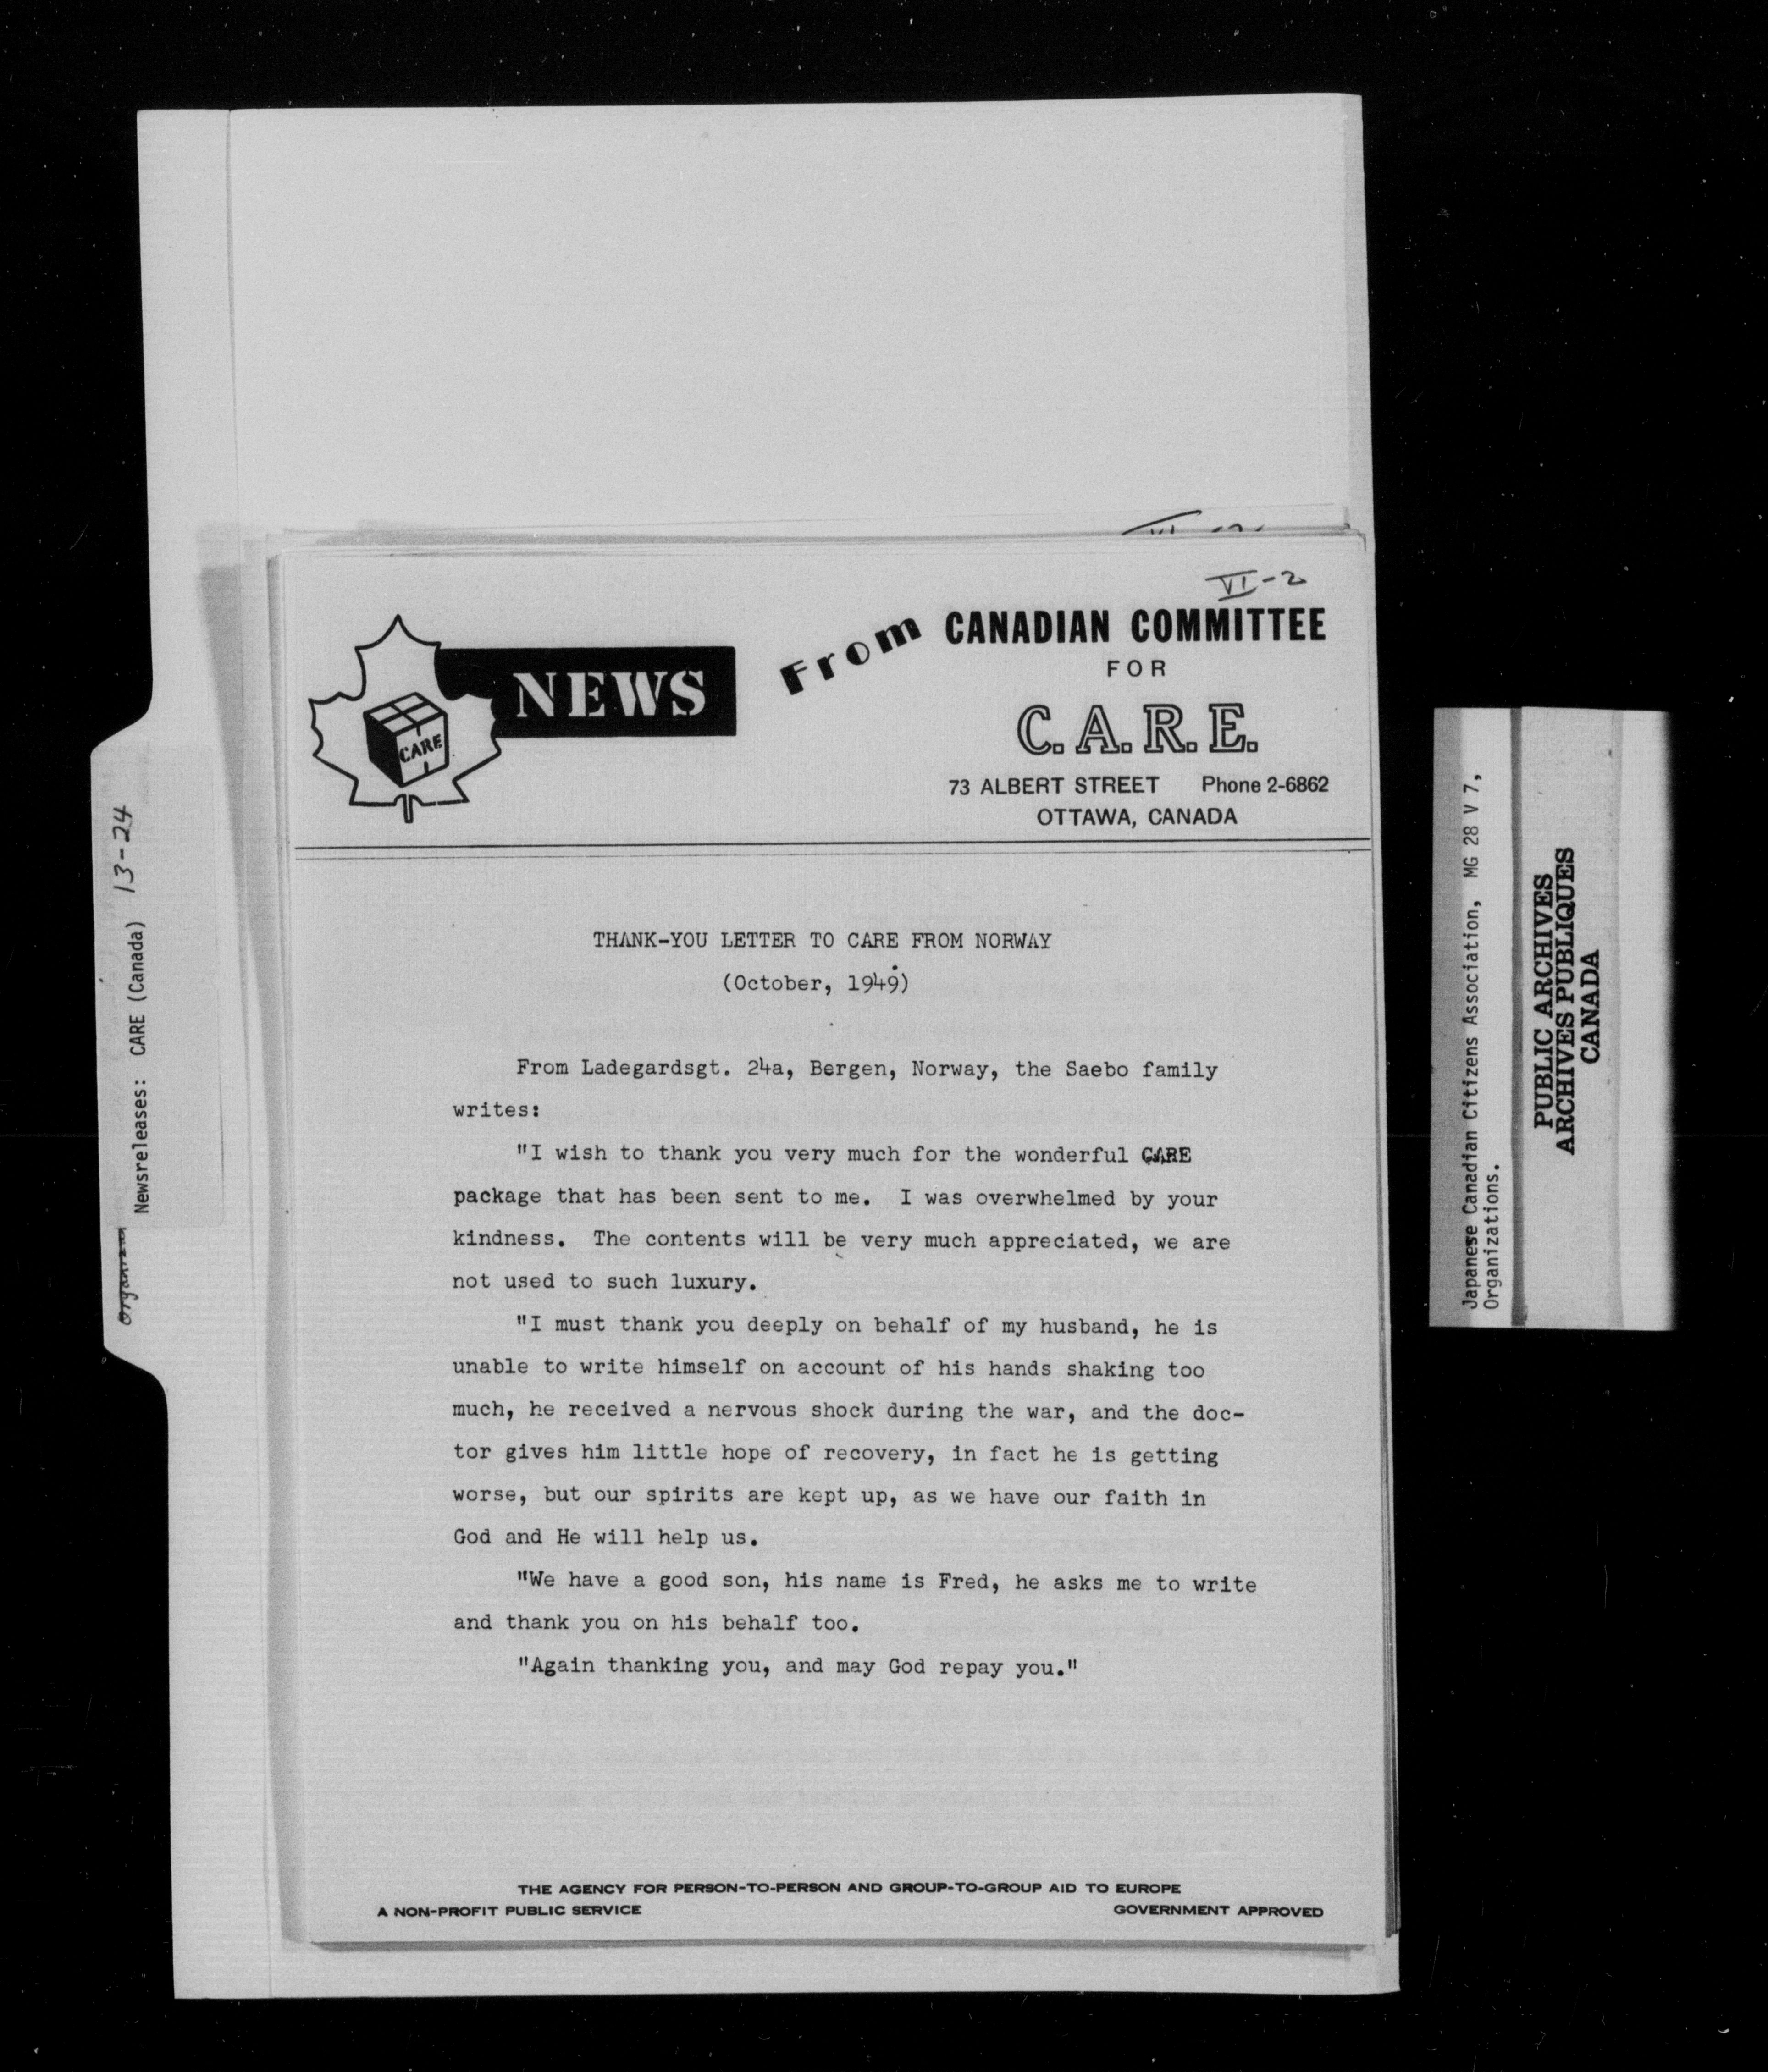 VI-2
NEWS
CARE
From CANADIAN COMMITTEE
FOR
C.A.R.E.
73 ALBERT STREET Phone 2-6862
OTTAWA, CANADA
THANK-YOU LETTER TO CARE FROM NORWAY
(October, 1949)
From Ladegardsgt. 24a, Bergen, Norway, the Saebo family
writes:
"I wish to thank you very much for the wonderful CARE
package that has been sent to me. I was overwhelmed by your
kindness. The contents will be very much appreciated, we are
not used to such luxury.
"I must thank you deeply on behalf of my husband, he is
unable to write himself on account of his hands shaking too
much, he received a nervous shock during the war, and the doc-
tor gives him little hope of recovery, in fact he is getting
worse, but our spirits are kept up, as we have our faith in
God and He will help us.
"We have a good son, his name is Fred, he asks me to write
and thank you on his behalf too.
"Again thanking you, and may God repay you."
THE AGENCY FOR PERSON-TO-PERSON AND GROUP-TO-GROUP AID TO EUROPE
A NON-PROFIT PUBLIC SERVICE GOVERNMENT APPROVED
Newsreleases: CARE (Canada) 13-24
Japanese Canadian Citizens Association, MG 28 V 7,
Organizations.
PUBLIC ARCHIVES
ARCHIVES PUBLIQUES
CANADA